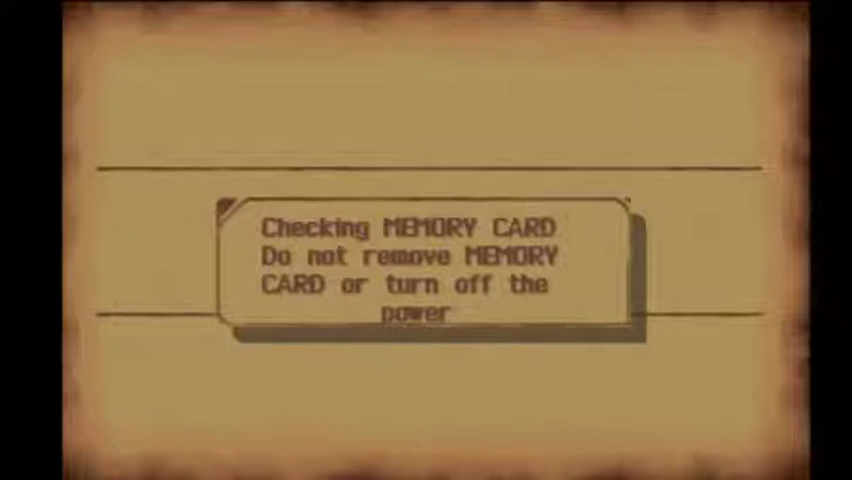 Checking MEMORY CARD
Do not remove MEMORY
CARD or turn off the
power